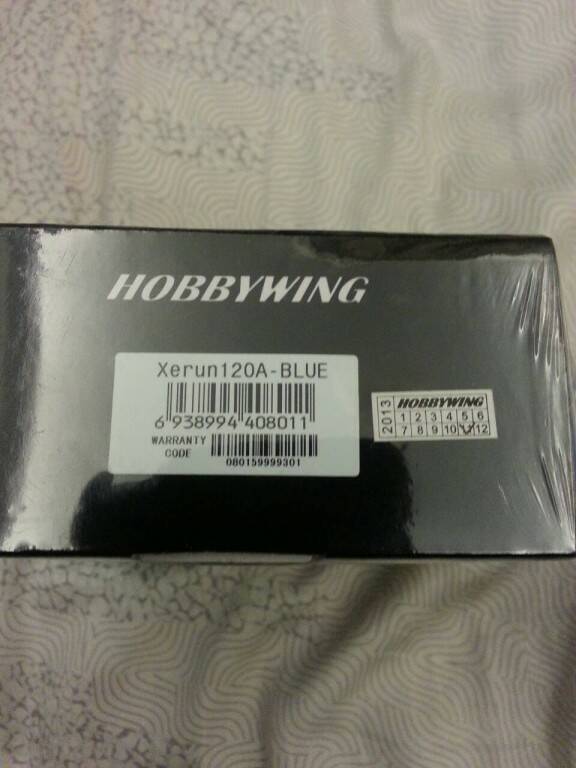 HOBBYWING
Xerun120A-BLUE
6 938994 408011
WARRANTY
CODE
080159999301
2013
HOBBYWING
1 2 3 4 5 6
7 8 9 10 12